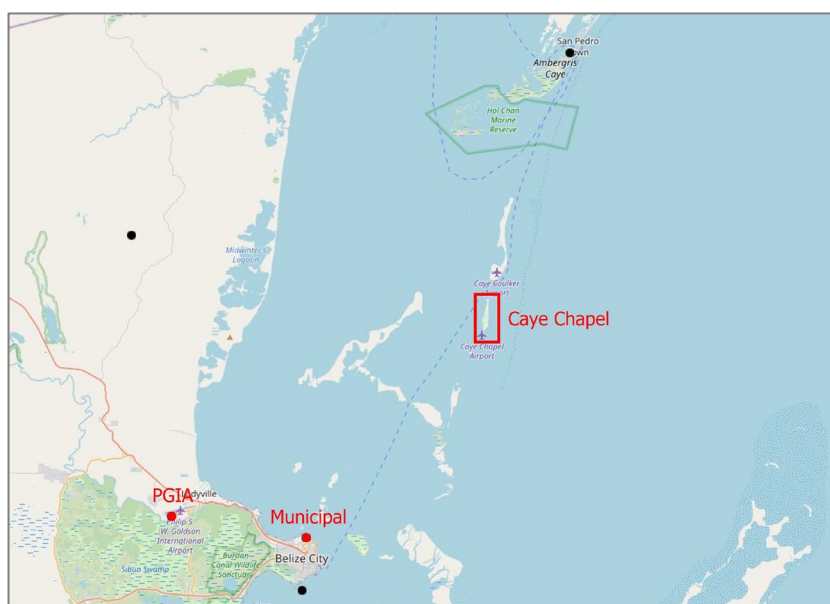 San Pedro
Town
Ambergris
Caye
Hol Chan
Marine
Reserve
Midwinter's
Lagoon
Caye Caulker
Airport
Caye Chapel
Caye Chapel
Airport
PGIA
Ladyville
Philip S
W. Goldson
International
Airport
Municipal
Belize City
Burdon
Canal Wildlife
Sanctuary
Sibun Swamp